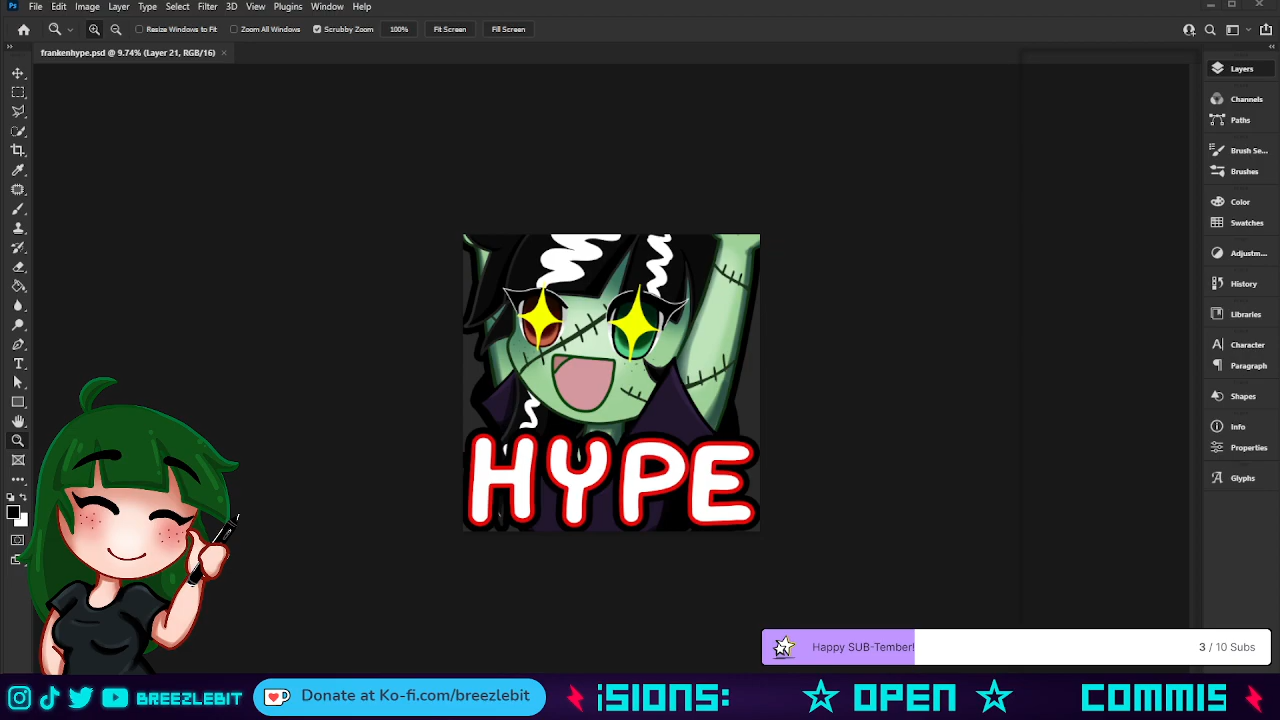 Ps File Edit Image Layer Type Select Filter 3D View Plugins Window Help
Resize Windows to Fit Zoom All Windows Scrubby Zoom 100% Fit Screen Fill Screen
frankenhype.psd @ 9.74% (Layer 21, RGB/16) ×
Layers
Channels
Paths
Brush Se...
Brushes
Color
Swatches
Adjustm...
History
Libraries
Character
Paragraph
Shapes
Info
Properties
Glyphs
HYPE
Happy SUB-Tember! 3 / 10 Subs
BREEZLEBIT Donate at Ko-fi.com/breezlebit iSIONS: OPEN COMMIS